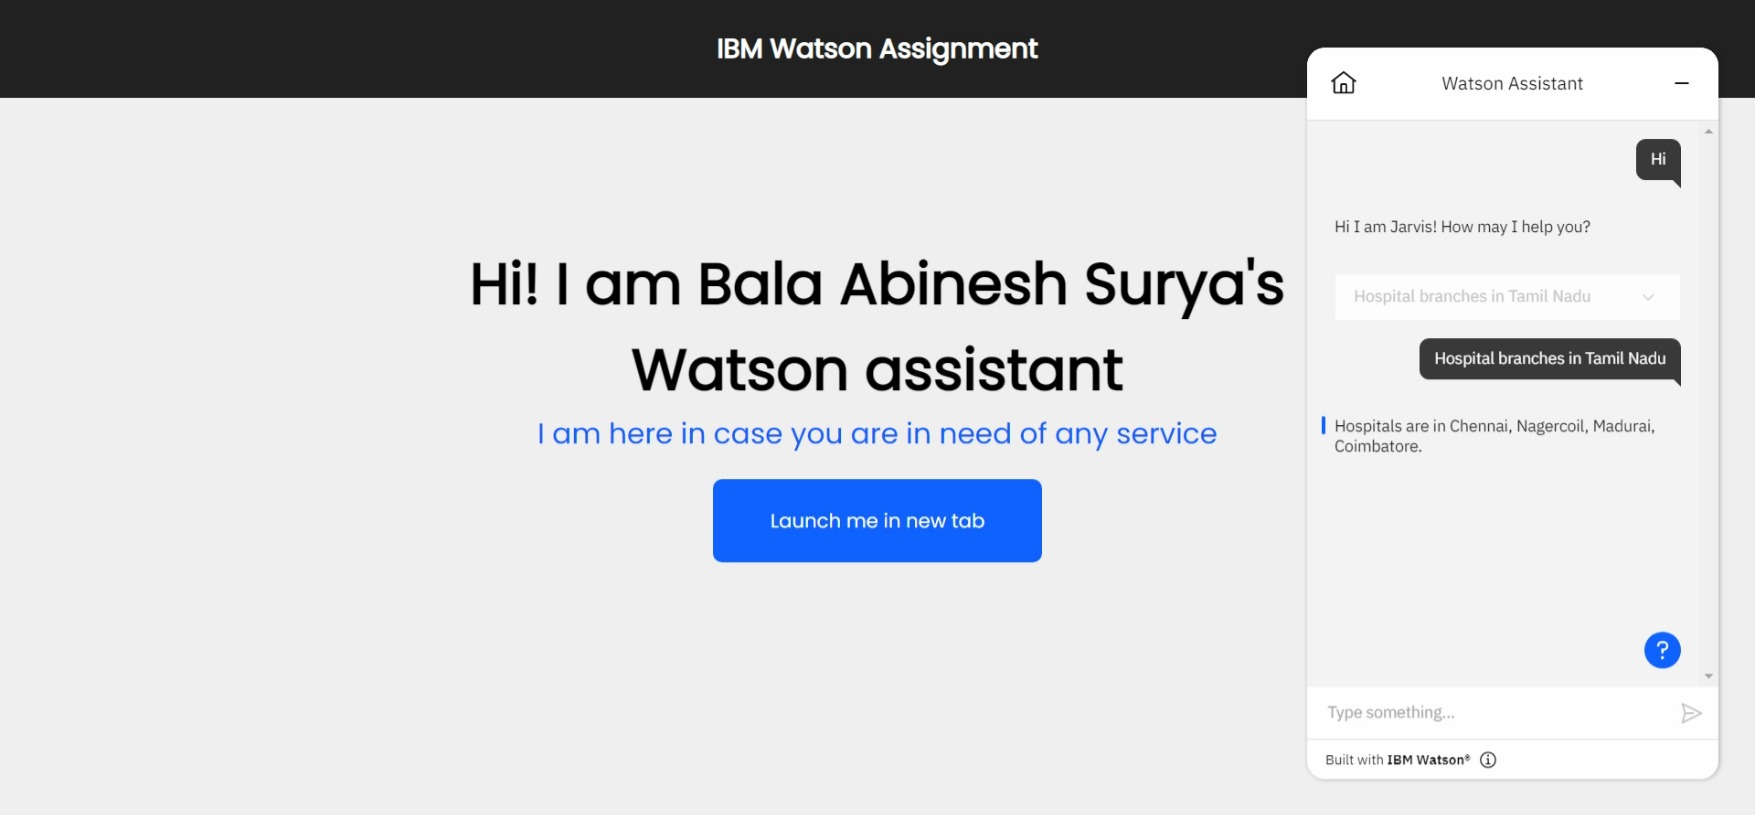 IBM Watson Assignment
Hi! I am Bala Abinesh Surya's
Watson assistant
I am here in case you are in need of any service
Launch me in new tab
Watson Assistant
Hi
Hi I am Jarvis! How may I help you?
Hospital branches in Tamil Nadu
Hospital branches in Tamil Nadu
Hospitals are in Chennai, Nagercoil, Madurai,
Coimbatore.
?
Type something...
Built with IBM Watson®